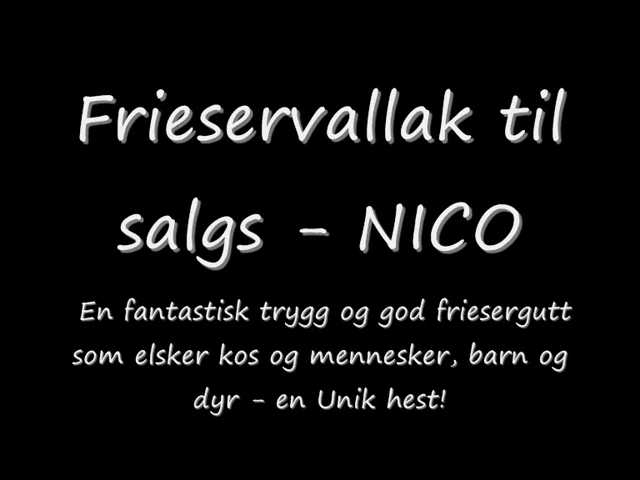 Frieservallak til
salgs - NICO
En fantastisk trygg og god friesergutt
som elsker kos og mennesker, barn og
dyr - en Unik hest!